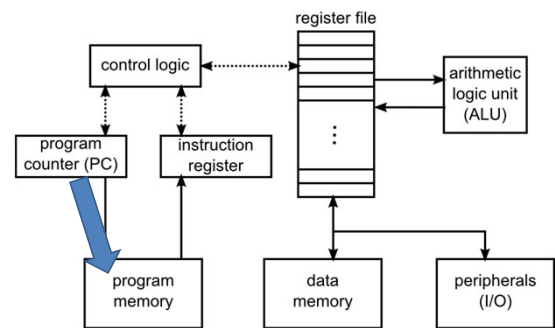 register file
control logic
arithmetic
logic unit
(ALU)
program
counter (PC)
instruction
register
program
memory
data
memory
peripherals
(I/O)